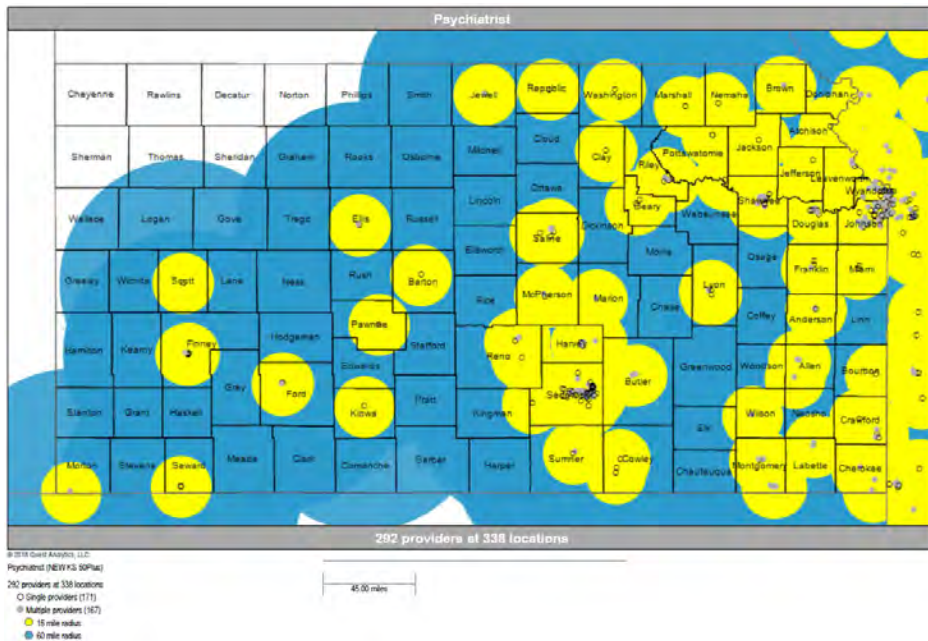 Psychiatrist
Cheyenne Rawlins Decatur Norton Phillips Smith Jewell Republic Washington Marshall Nemaha Brown Doniphan
Sherman Thomas Sheridan Graham Rooks Osborne Mitchell Cloud Clay Riley Pottawatomie Jackson Atchison
Jefferson Leavenworth
Wyandotte
Wallace Logan Gove Trego Ellis Russell Lincoln Ottawa Saline Dickinson Geary Wabaunsee Shawnee Douglas Johnson
Greeley Wichita Scott Lane Ness Rush Barton Ellsworth McPherson Marion Morris Chase Lyon Osage Franklin Miami
Hamilton Kearny Finney Hodgeman Pawnee Stafford Rice Reno Harvey Coffey Anderson Linn
Gray Ford Edwards Sedgwick Butler Greenwood Woodson Allen Bourbon
Stanton Grant Haskell Kiowa Pratt Kingman Elk Wilson Neosho Crawford
Morton Stevens Seward Meade Clark Comanche Barber Harper Sumner Cowley Chautauqua Montgomery Labette Cherokee
292 providers at 338 locations
© 2018 Quest Analytics, LLC.
Psychiatrist (NEW KS 50Plus)
292 providers at 338 locations
Single providers (171)
Multiple providers (167)
15 mile radius
60 mile radius
45.00 miles